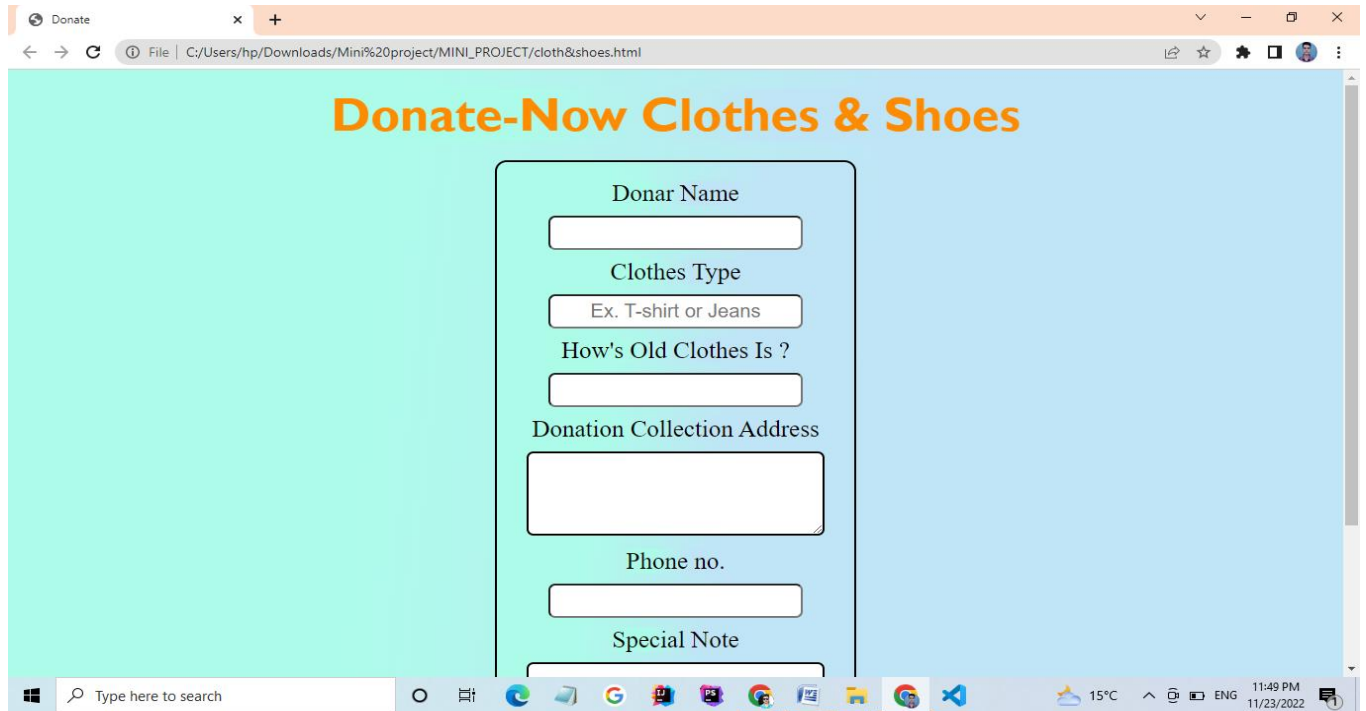 Donate
File | C:/Users/hp/Downloads/Mini%20project/MINI_PROJECT/cloth&shoes.html
Donate-Now Clothes & Shoes
Donar Name
Clothes Type
Ex. T-shirt or Jeans
How's Old Clothes Is ?
Donation Collection Address
Phone no.
Special Note
Type here to search
15°C
ENG
11:49 PM
11/23/2022